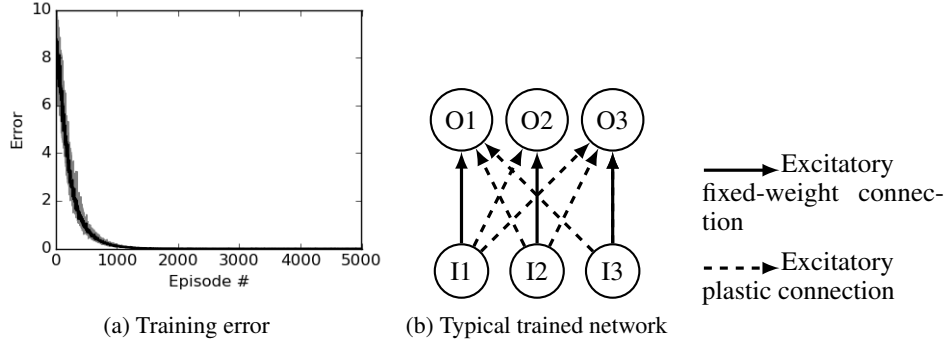 10
8
6
4
2
0
Error
0 1000 2000 3000 4000 5000
Episode #
(a) Training error
O1 O2 O3
I1 I2 I3
(b) Typical trained network
Excitatory
fixed-weight connec-
tion
Excitatory
plastic connection